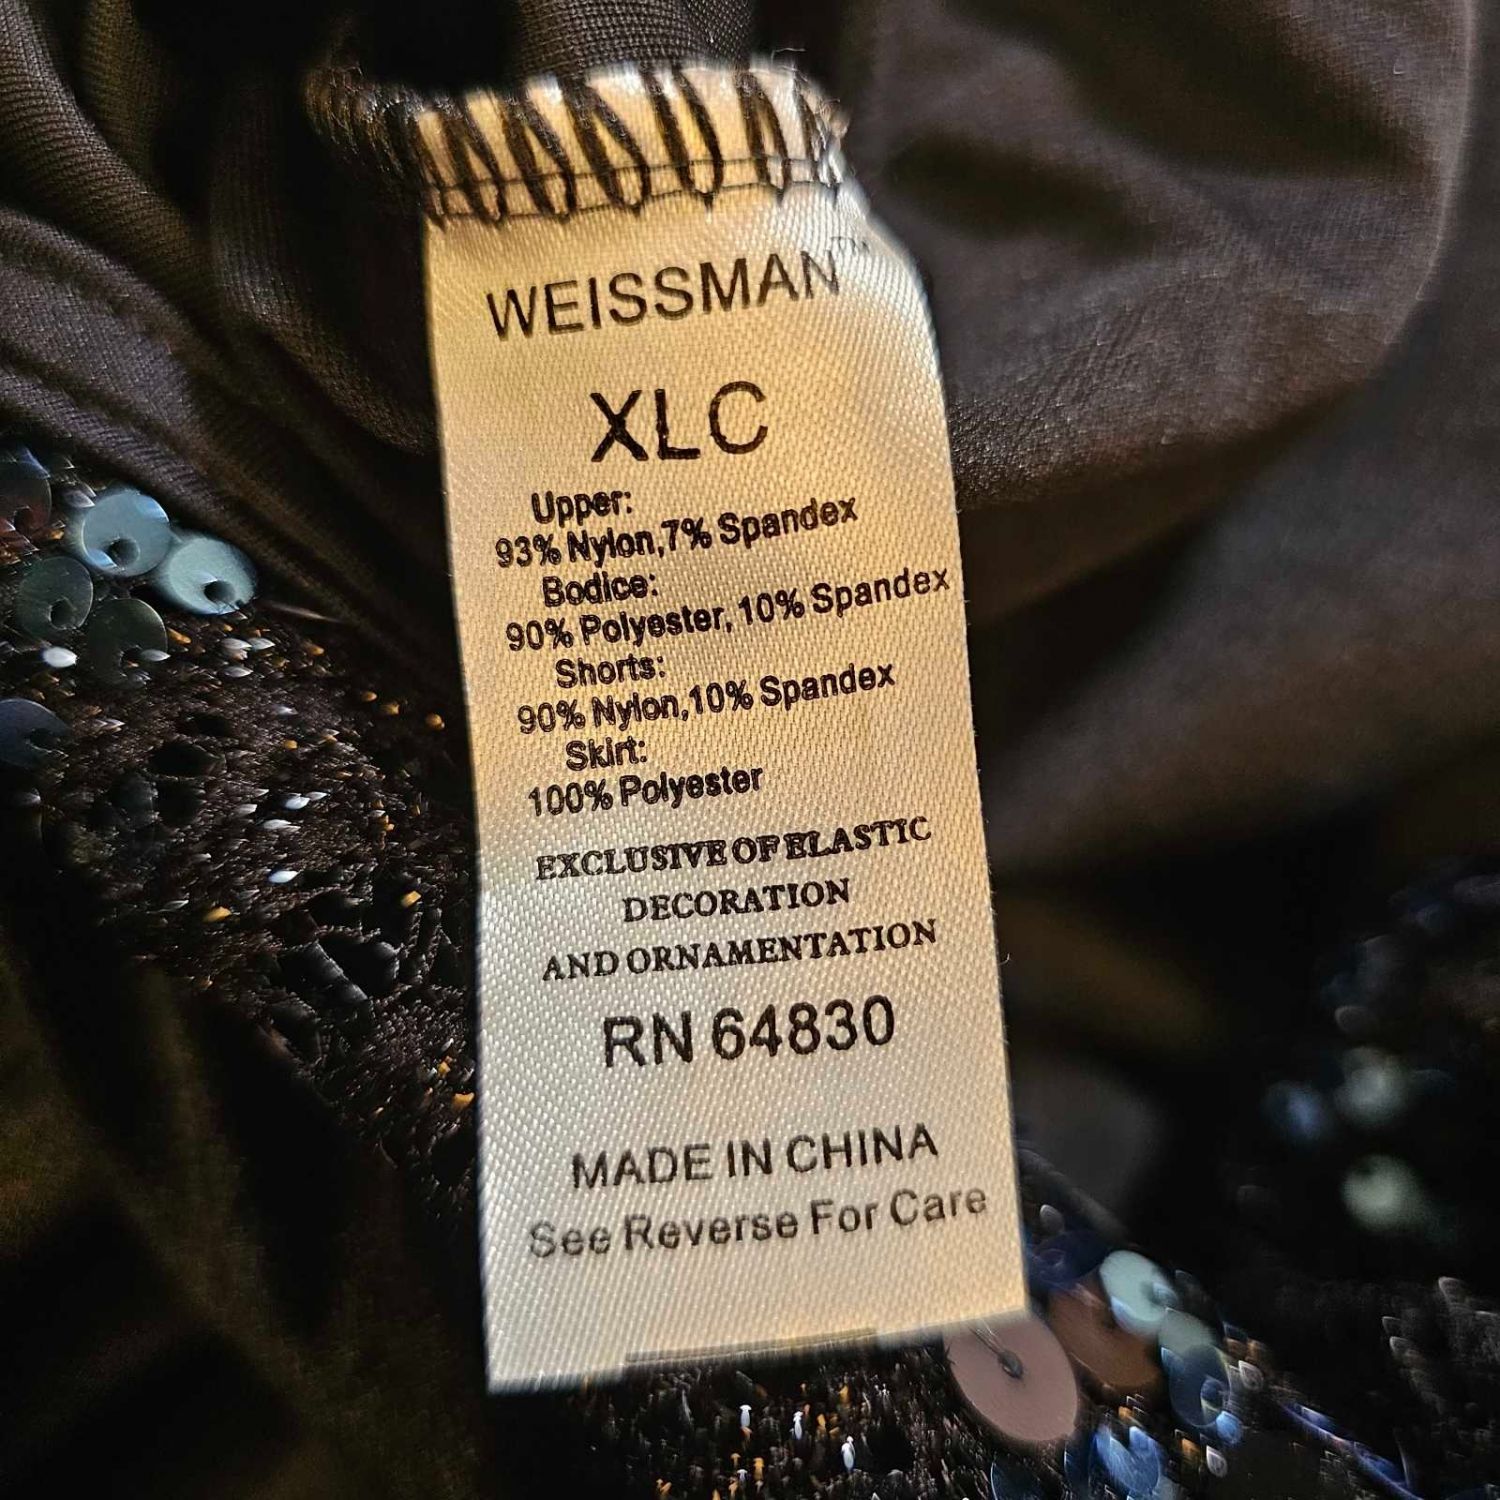 WEISSMAN™
XLC
Upper:
93% Nylon,7% Spandex
Bodice:
90% Polyester, 10% Spandex
Shorts:
90% Nylon,10% Spandex
Skirt:
100% Polyester
EXCLUSIVE OF ELASTIC
DECORATION
AND ORNAMENTATION
RN 64830
MADE IN CHINA
See Reverse For Care